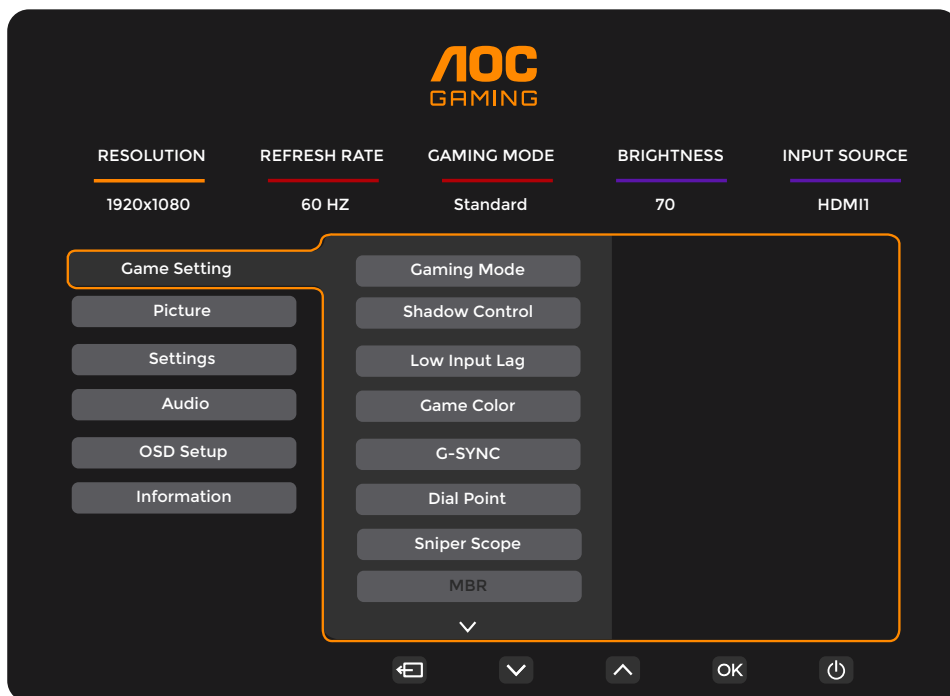 AOC
GAMING
RESOLUTION REFRESH RATE GAMING MODE BRIGHTNESS INPUT SOURCE
1920x1080 60 HZ Standard 70 HDMI1
Game Setting
Picture
Settings
Audio
OSD Setup
Information
Gaming Mode
Shadow Control
Low Input Lag
Game Color
G-SYNC
Dial Point
Sniper Scope
MBR
OK